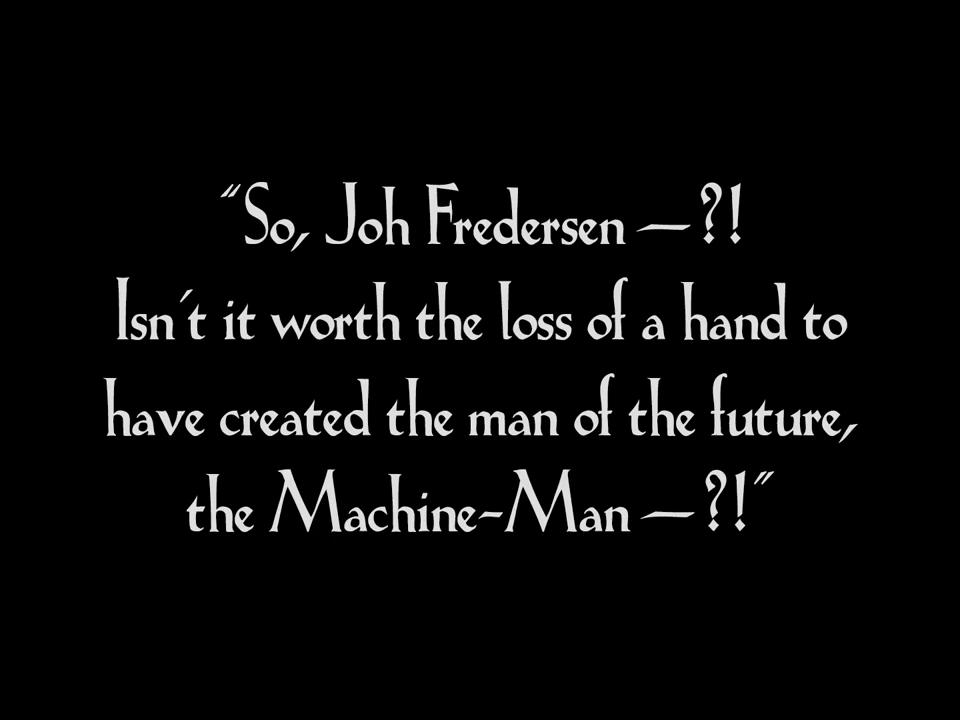 "So, Joh Fredersen —?!
Isn't it worth the loss of a hand to
have created the man of the future,
the Machine-Man —?!"